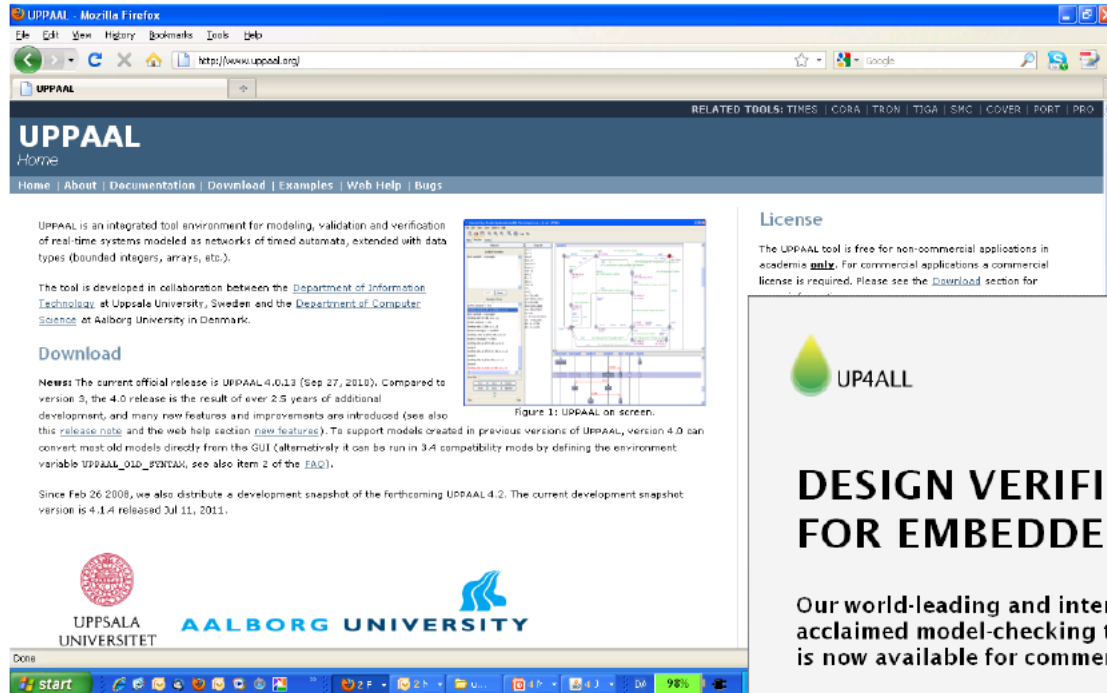 UPPAAL - Mozilla Firefox
File Edit View History Bookmarks Tools Help
http://www.uppaal.org/
Google
UPPAAL
RELATED TOOLS: TIMES | CORA | TRON | TIGA | SMC | COVER | PORT | PRO
UPPAAL
Home
Home | About | Documentation | Download | Examples | Web Help | Bugs
UPPAAL is an integrated tool environment for modeling, validation and verification
of real-time systems modeled as networks of timed automata, extended with data
types (bounded integers, arrays, etc.).
The tool is developed in collaboration between the Department of Information
Technology at Uppsala University, Sweden and the Department of Computer
Science at Aalborg University in Denmark.
Download
News: The current official release is UPPAAL 4.0.13 (Sep 27, 2010). Compared to
version 3, the 4.0 release is the result of over 2.5 years of additional
development, and many new features and improvements are introduced (see also
this release note and the web help section new features). To support models created in previous versions of UPPAAL, version 4.0 can
convert most old models directly from the GUI (alternatively it can be run in 3.4 compatibility mode by defining the environment
variable UPPAAL_OLD_SYNTAX, see also item 2 of the FAQ).
Figure 1: UPPAAL on screen.
Since Feb 26 2008, we also distribute a development snapshot of the forthcoming UPPAAL 4.2. The current development snapshot
version is 4.1.4 released Jul 11, 2011.
UPPSALA
UNIVERSITET
AALBORG UNIVERSITY
License
The UPPAAL tool is free for non-commercial applications in
academia only. For commercial applications a commercial
license is required. Please see the Download section for
UP4ALL
DESIGN VERIFI
FOR EMBEDDE
Our world-leading and inter
acclaimed model-checking t
is now available for commer
Done
start
98%